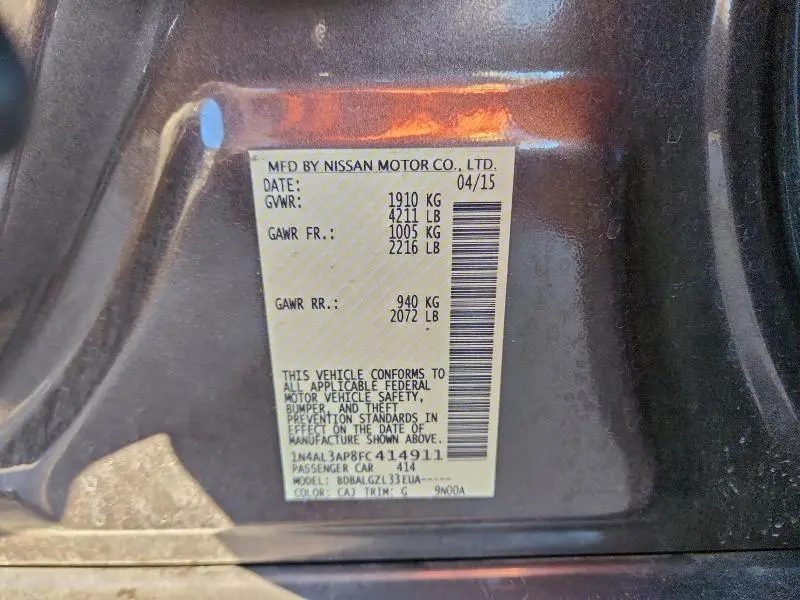 MFD BY NISSAN MOTOR CO., LTD.
DATE: 04/15
GVWR: 1910 KG
4211 LB
GAWR FR.: 1005 KG
2216 LB
GAWR RR.: 940 KG
2072 LB
THIS VEHICLE CONFORMS TO
ALL APPLICABLE FEDERAL
MOTOR VEHICLE SAFETY,
BUMPER, AND THEFT
PREVENTION STANDARDS IN
EFFECT ON THE DATE OF
MANUFACTURE SHOWN ABOVE.
1N4AL3AP8FC414911
PASSENGER CAR 414
MODEL: BDBALGZL33EUA-----
COLOR: CAJ TRIM: G 9N00A